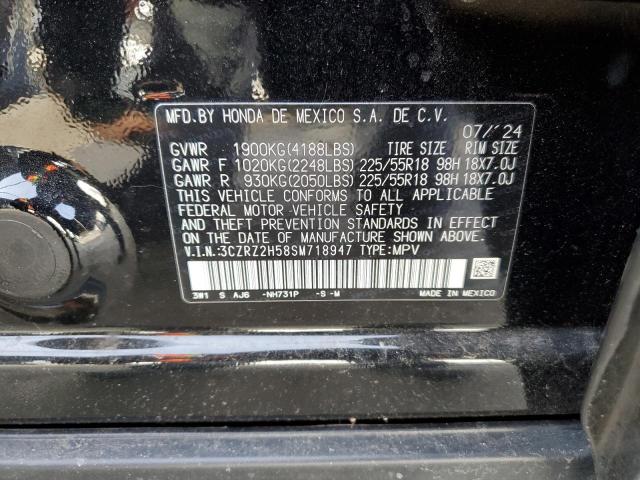 MFD.BY HONDA DE MEXICO S.A. DE C.V.
07/'24
GVWR 1900KG(4188LBS) TIRE SIZE RIM SIZE
GAWR F 1020KG(2248LBS) 225/55R18 98H 18X7.0J
GAWR R 930KG(2050LBS) 225/55R18 98H 18X7.0J
THIS VEHICLE CONFORMS TO ALL APPLICABLE
FEDERAL MOTOR VEHICLE SAFETY
AND THEFT PREVENTION STANDARDS IN EFFECT
ON THE DATE OF MANUFACTURE SHOWN ABOVE.
V.I.N.:3CZRZ2H58SM718947 TYPE:MPV
3W1 S AJ6 -NH731P -S-M MADE IN MEXICO